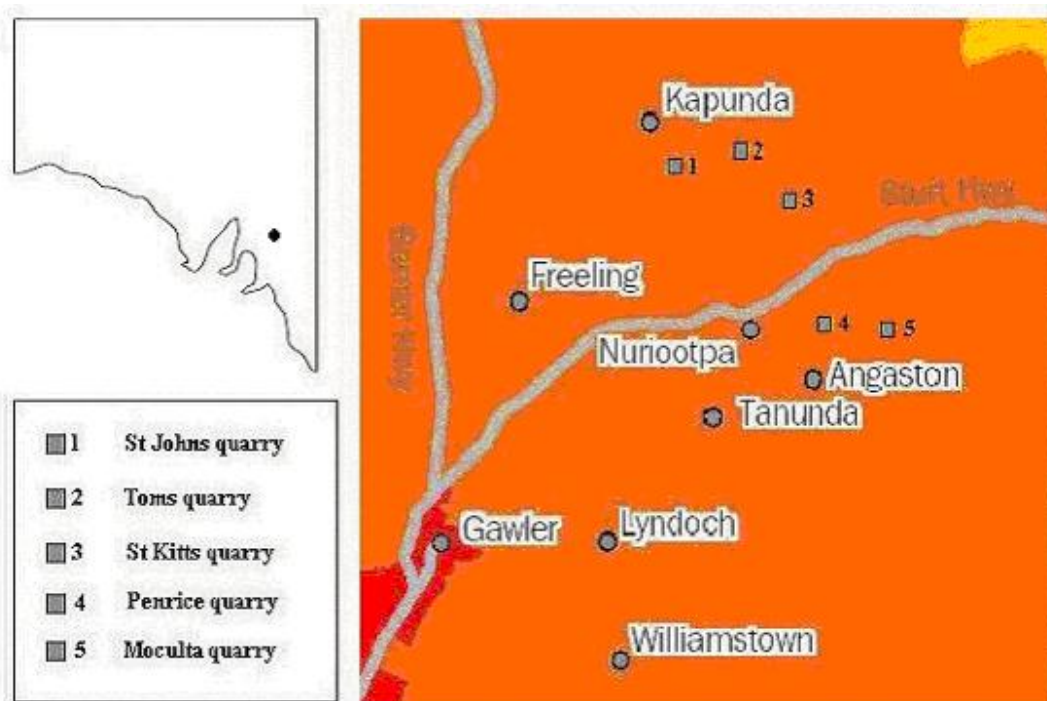 Kapunda
1
2
3
Sturt Hwy
Freeling
4
5
Nuriootpa
Angaston
Tanunda
Gawler
Lyndoch
Williamstown
1 St Johns quarry
2 Toms quarry
3 St Kitts quarry
4 Penrice quarry
5 Moculta quarry